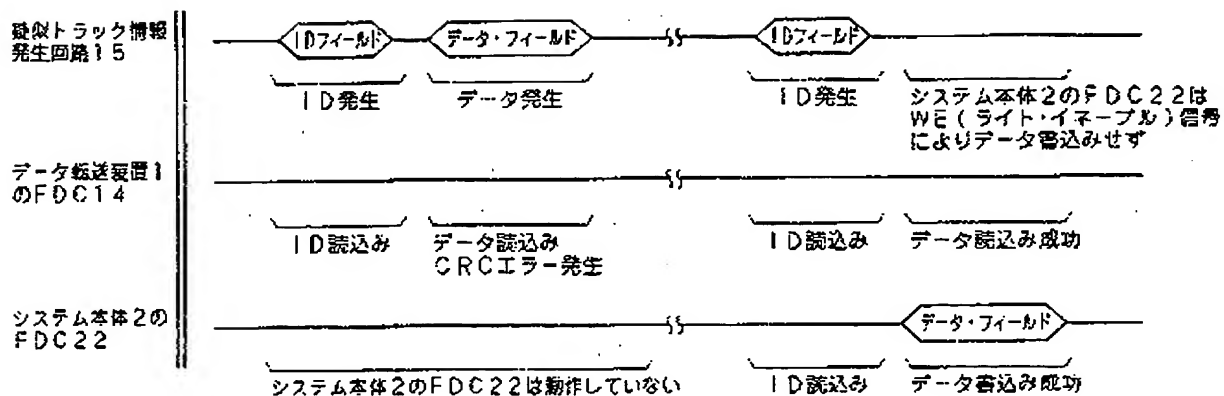 疑似トラック情報
発生回路15
IDフィールド
データ・フィールド
IDフィールド
ID発生
データ発生
ID発生
システム本体2のFDC22は
WE(ライト・イネーブル)信号
によりデータ書込みせず
データ転送装置1
のFDC14
ID読込み
データ読込み
CRCエラー発生
ID読込み
データ読込み成功
システム本体2の
FDC22
データ・フィールド
システム本体2のFDC22は動作していない
ID読込み
データ書込み成功